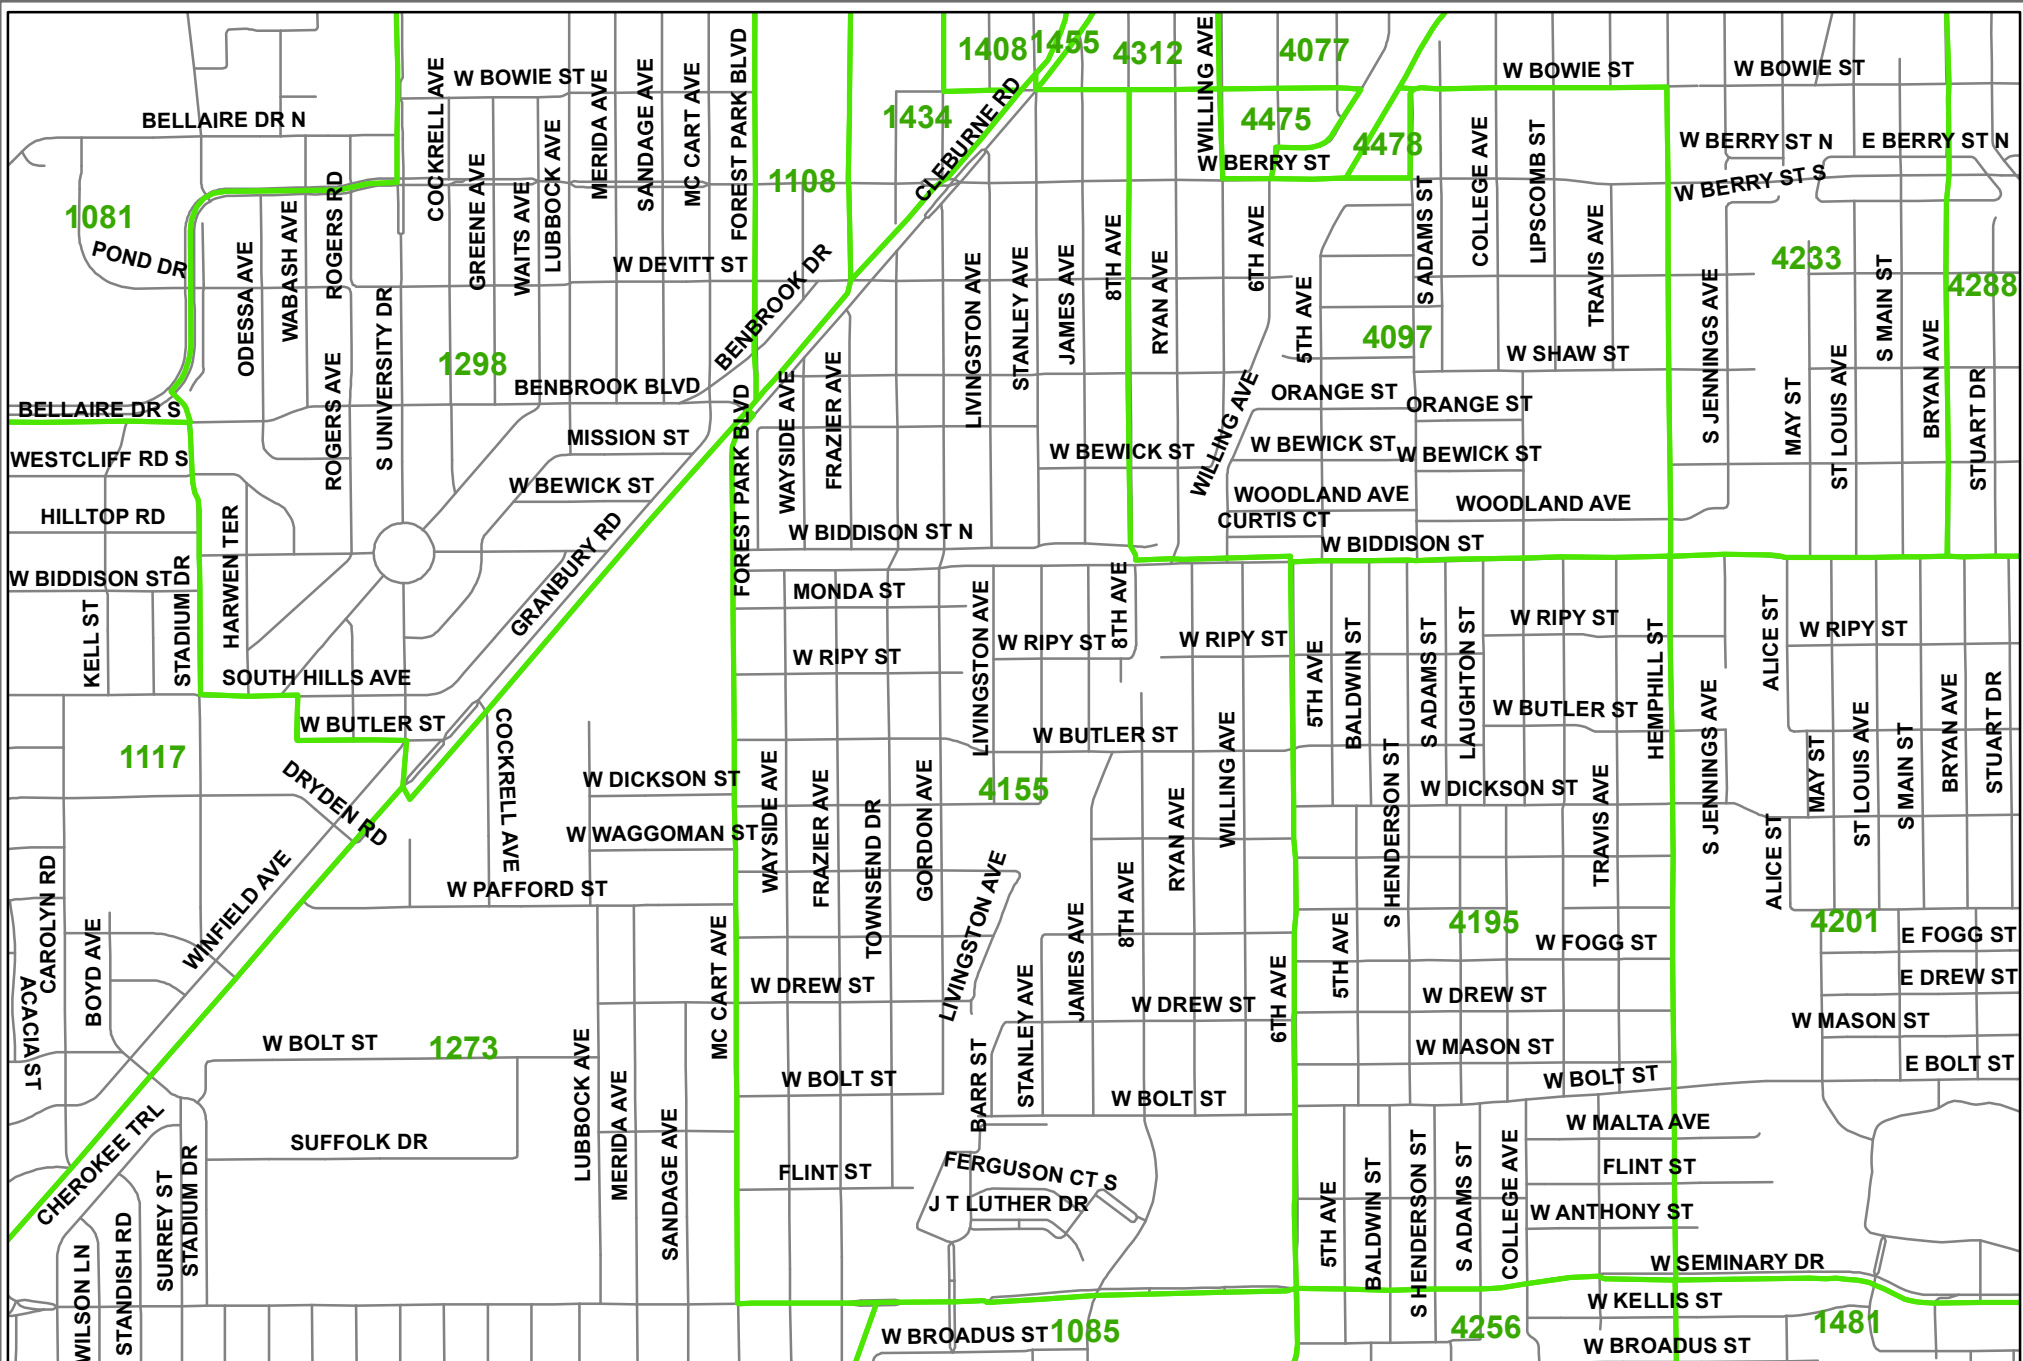 1408
1455
4312
WILLING AVE
4077
W BOWIE ST
W BOWIE ST
W BOWIE ST
COCKRELL AVE
MERIDA AVE
SANDAGE AVE
MC CART AVE
FOREST PARK BLVD
BELLAIRE DR N
1434
CLEBURNE RD
4475
4478
W BERRY ST
W BERRY ST N
E BERRY ST N
W BERRY ST S
1081
POND DR
ROGERS RD
WABASH AVE
ODESSA AVE
GREENE AVE
WAITS AVE
LUBBOCK AVE
1108
COLLEGE AVE
LIPSCOMB ST
S ADAMS ST
TRAVIS AVE
6TH AVE
8TH AVE
RYAN AVE
JAMES AVE
STANLEY AVE
LIVINGSTON AVE
W DEVITT ST
BENBROOK DR
4233
4288
S MAIN ST
S UNIVERSITY DR
ROGERS AVE
1298
5TH AVE
4097
W SHAW ST
S JENNINGS AVE
MAY ST
ST LOUIS AVE
BRYAN AVE
STUART DR
BENBROOK BLVD
WAYSIDE AVE
FRAZIER AVE
FOREST PARK BLVD
BELLAIRE DR S
ORANGE ST
ORANGE ST
WILLING AVE
MISSION ST
WESTCLIFF RD S
W BEWICK ST
W BEWICK ST
W BEWICK ST
W BEWICK ST
WOODLAND AVE
WOODLAND AVE
HILLTOP RD
HARWEN TER
GRANBURY RD
CURTIS CT
W BIDDISON ST N
W BIDDISON ST
W BIDDISON ST
STADIUM DR
KELL ST
MONDA ST
LIVINGSTON AVE
8TH AVE
W RIPY ST
W RIPY ST
W RIPY ST
W RIPY ST
W RIPY ST
5TH AVE
BALDWIN ST
S ADAMS ST
LAUGHTON ST
HEMPHILL ST
ALICE ST
SOUTH HILLS AVE
W BUTLER ST
W BUTLER ST
W BUTLER ST
1117
COCKRELL AVE
DRYDEN RD
W DICKSON ST
W DICKSON ST
4155
WILLING AVE
S JENNINGS AVE
MAY ST
ST LOUIS AVE
S MAIN ST
BRYAN AVE
STUART DR
W WAGGOMAN ST
WAYSIDE AVE
FRAZIER AVE
TOWNSEND DR
GORDON AVE
RYAN AVE
S HENDERSON ST
TRAVIS AVE
ALICE ST
W PAFFORD ST
WINFIELD AVE
CAROLYN RD
BOYD AVE
ACACIA ST
LIVINGSTON AVE
8TH AVE
JAMES AVE
4195
4201
W FOGG ST
E FOGG ST
MC CART AVE
W DREW ST
W DREW ST
W DREW ST
E DREW ST
STANLEY AVE
6TH AVE
5TH AVE
W BOLT ST
1273
W MASON ST
W MASON ST
E BOLT ST
W BOLT ST
W BOLT ST
W BOLT ST
BARR ST
LUBBOCK AVE
MERIDA AVE
SANDAGE AVE
CHEROKEE TRL
SUFFOLK DR
W MALTA AVE
FLINT ST
FLINT ST
FERGUSON CT S
J T LUTHER DR
W ANTHONY ST
SURREY ST
STADIUM DR
STANDISH RD
WILSON LN
5TH AVE
BALDWIN ST
S HENDERSON ST
S ADAMS ST
COLLEGE AVE
W SEMINARY DR
W KELLIS ST
W BROADUS ST
1085
4256
1481
W BROADUS ST